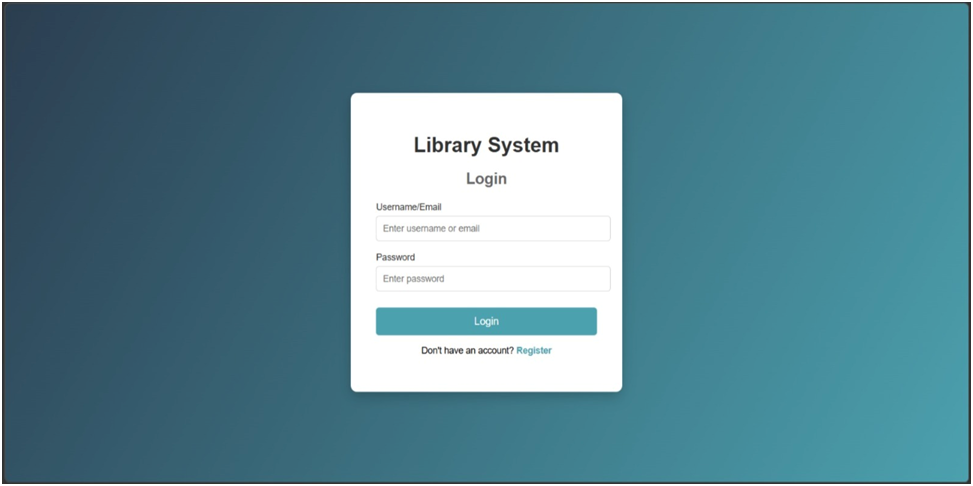 Library System
Login
Username/Email
Enter username or email
Password
Enter password
Login
Don't have an account? Register